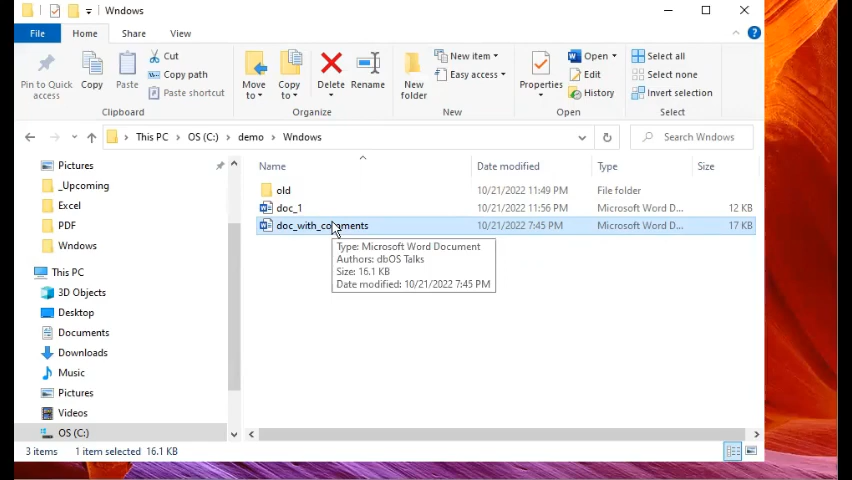 Wndows
File
Home
Share
View
Pin to Quick access
Copy
Paste
Cut
Copy path
Paste shortcut
Clipboard
Move to
Copy to
Delete
Rename
Organize
New folder
New item
Easy access
New
Properties
Open
Edit
History
Open
Select all
Select none
Invert selection
Select
This PC > OS (C:) > demo > Wndows
Search Wndows
Pictures
_Upcoming
Excel
PDF
Wndows
This PC
3D Objects
Desktop
Documents
Downloads
Music
Pictures
Videos
OS (C:)
Name Date modified Type Size
old 10/21/2022 11:49 PM File folder
doc_1 10/21/2022 11:56 PM Microsoft Word D... 12 KB
doc_with_comments 10/21/2022 7:45 PM Microsoft Word D... 17 KB
Type: Microsoft Word Document
Authors: dbOS Talks
Size: 16.1 KB
Date modified: 10/21/2022 7:45 PM
3 items 1 item selected 16.1 KB